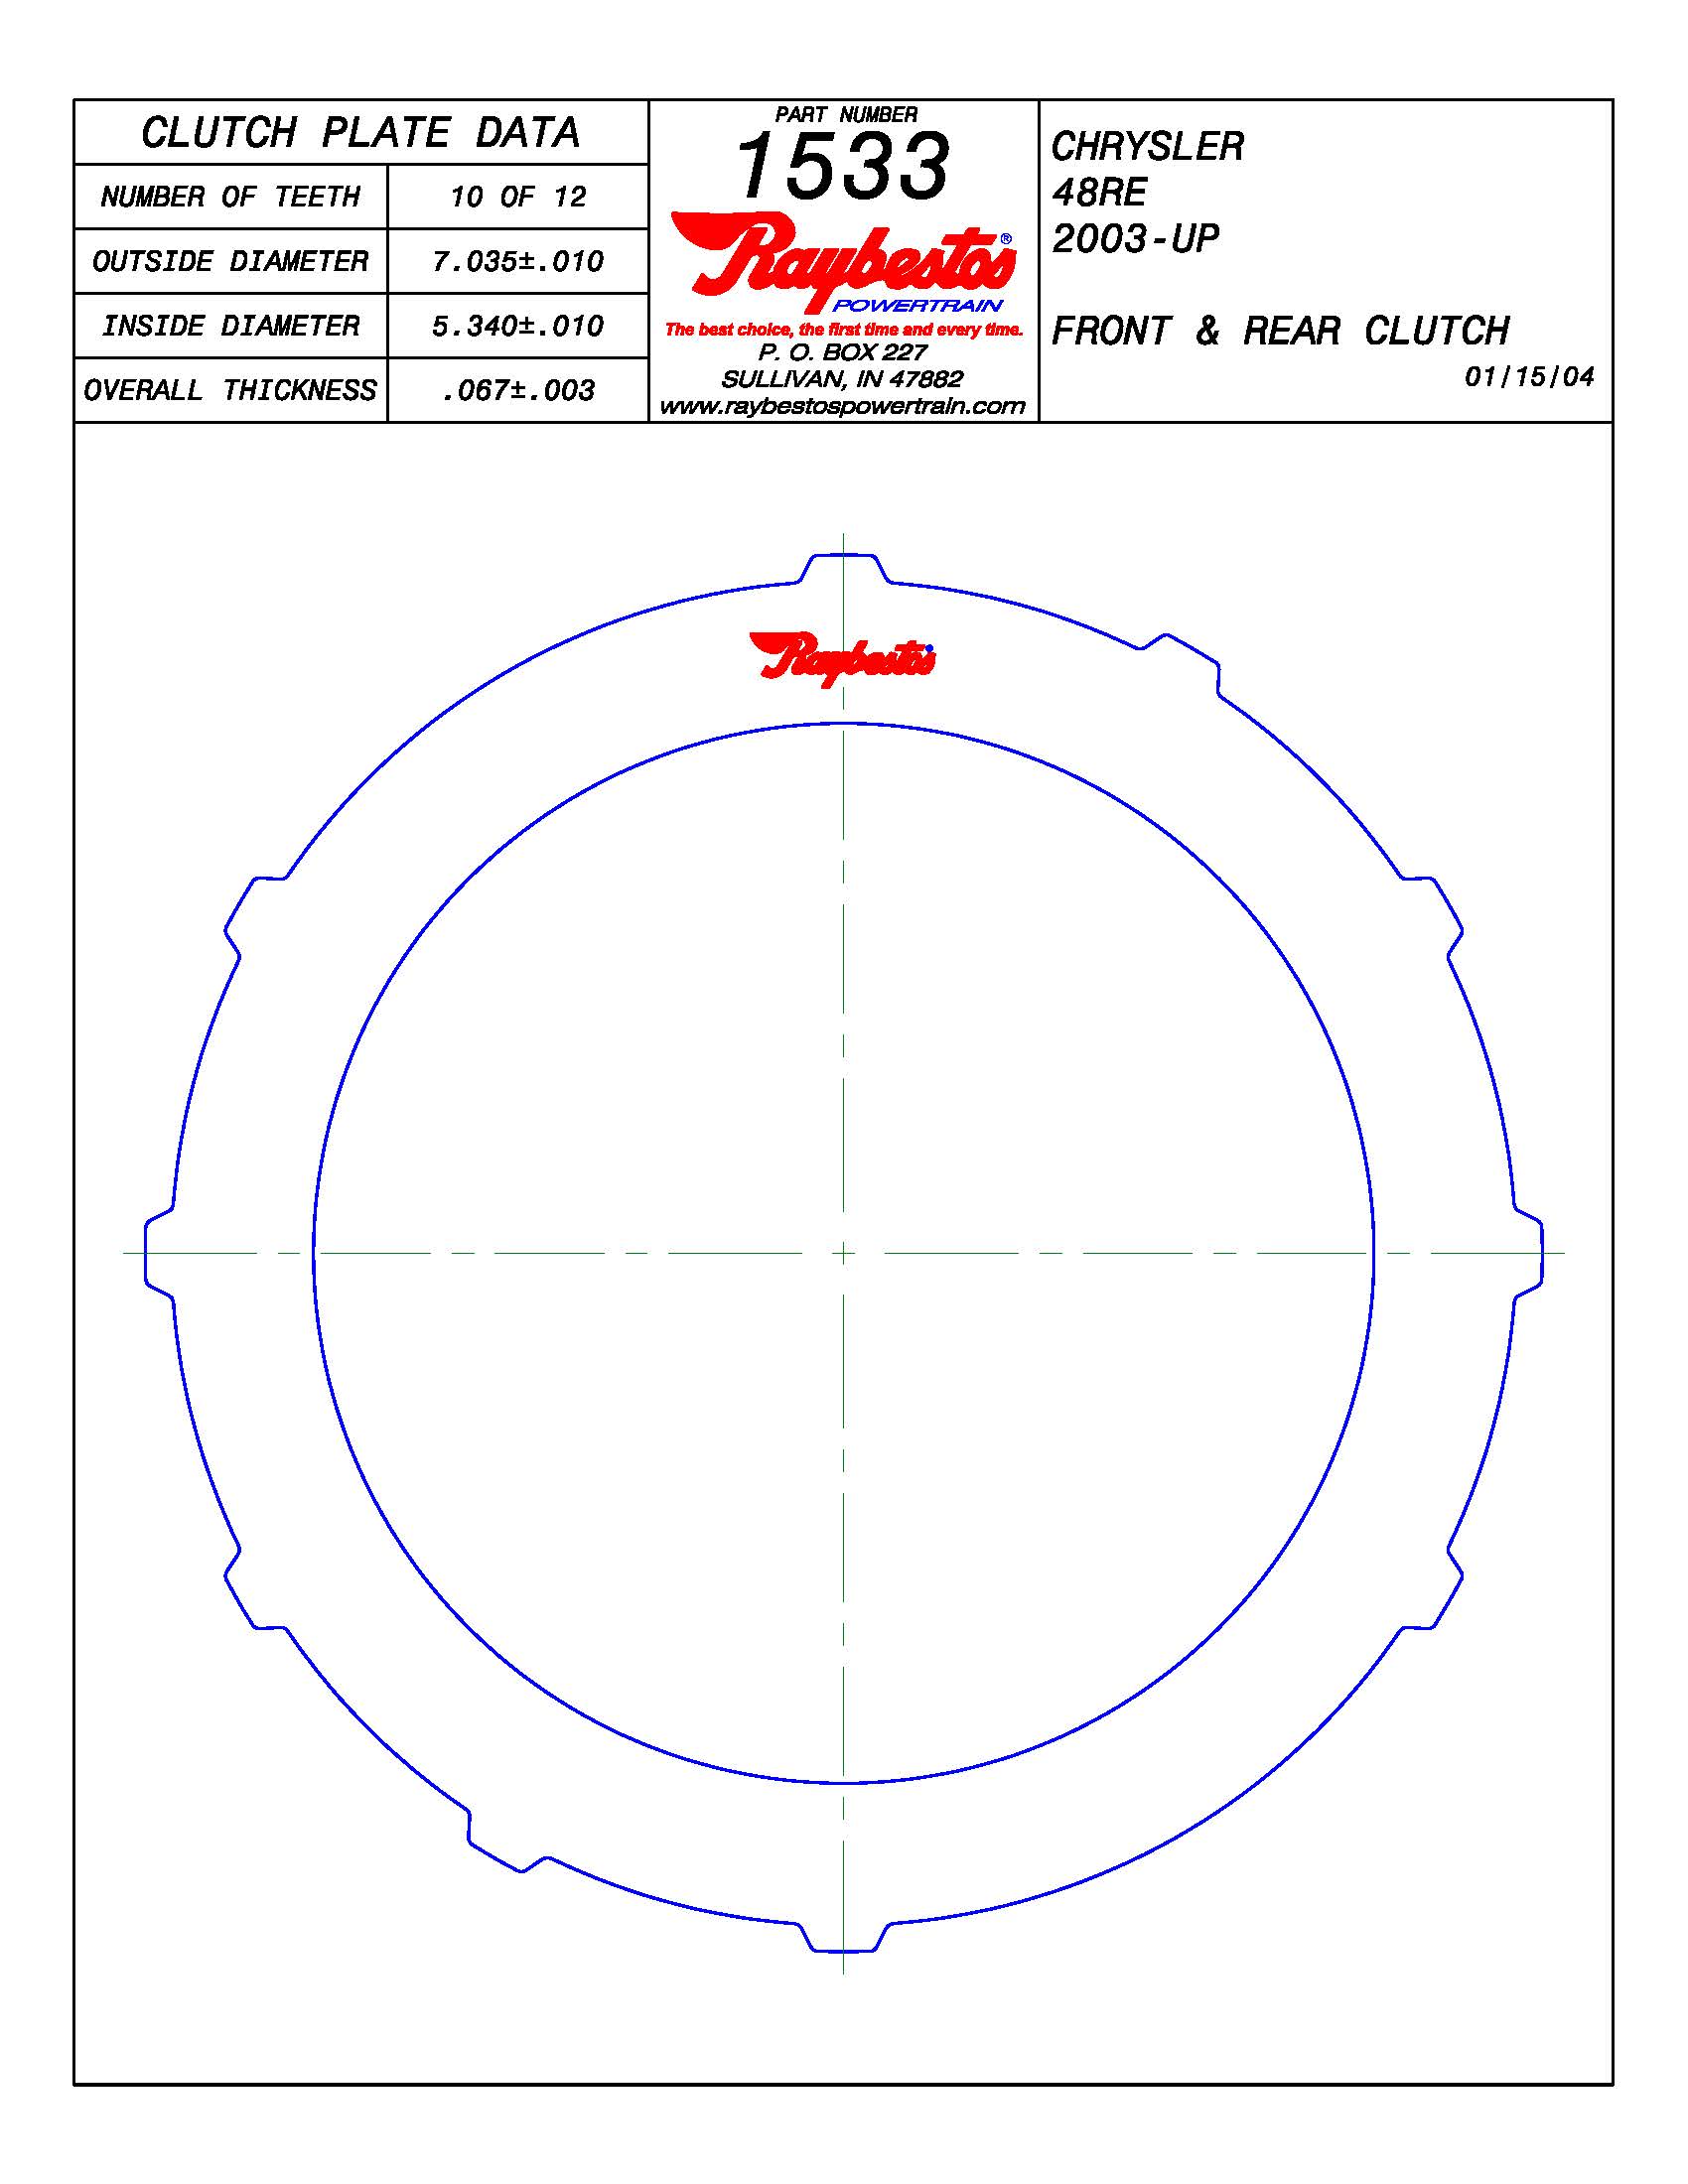 CLUTCH PLATE DATA
NUMBER OF TEETH 10 OF 12
OUTSIDE DIAMETER 7.035±.010
INSIDE DIAMETER 5.340±.010
OVERALL THICKNESS .067±.003
PART NUMBER
1533
Raybestos®
POWERTRAIN
The best choice, the first time and every time.
P. O. BOX 227
SULLIVAN, IN 47882
www.raybestospowertrain.com
CHRYSLER
48RE
2003-UP
FRONT & REAR CLUTCH
01/15/04
Raybestos